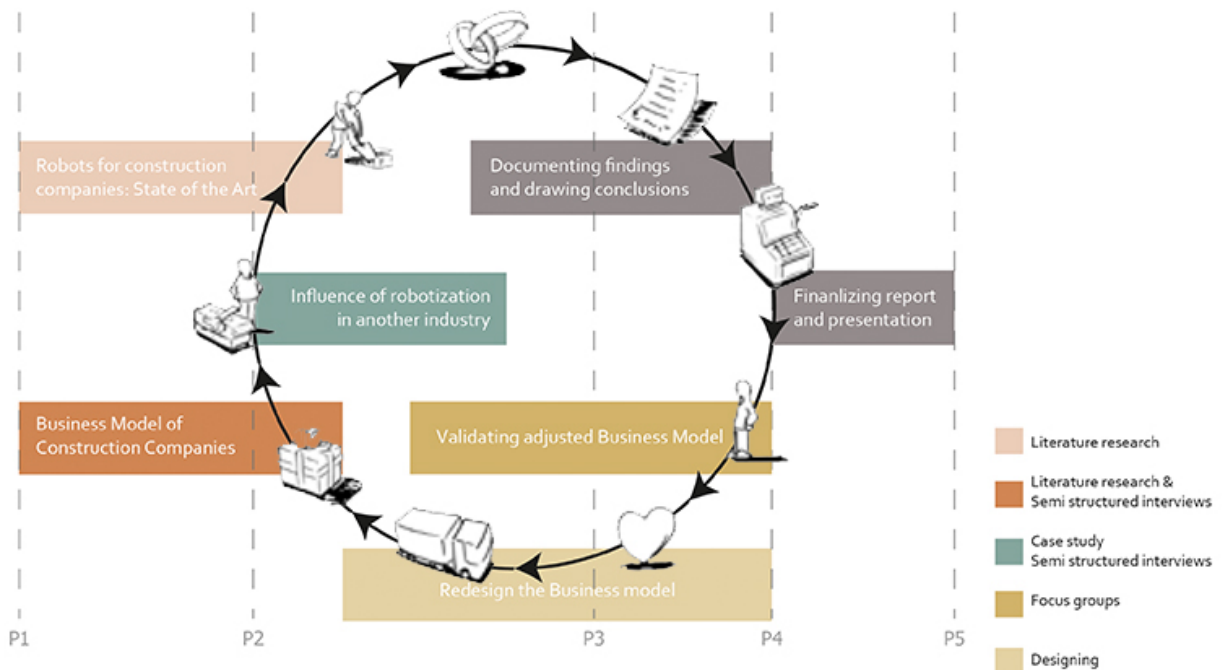 Robots for construction
companies: State of the Art
Documenting findings
and drawing conclusions
Influence of robotization
in another industry
Finanlizing report
and presentation
Business Model of
Construction Companies
Validating adjusted Business Model
Redesign the Business model
P1
P2
P3
P4
P5
Literature research
Literature research &
Semi structured interviews
Case study
Semi structured interviews
Focus groups
Designing